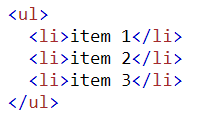 <ul>
  <li>item 1</li>
  <li>item 2</li>
  <li>item 3</li>
</ul>